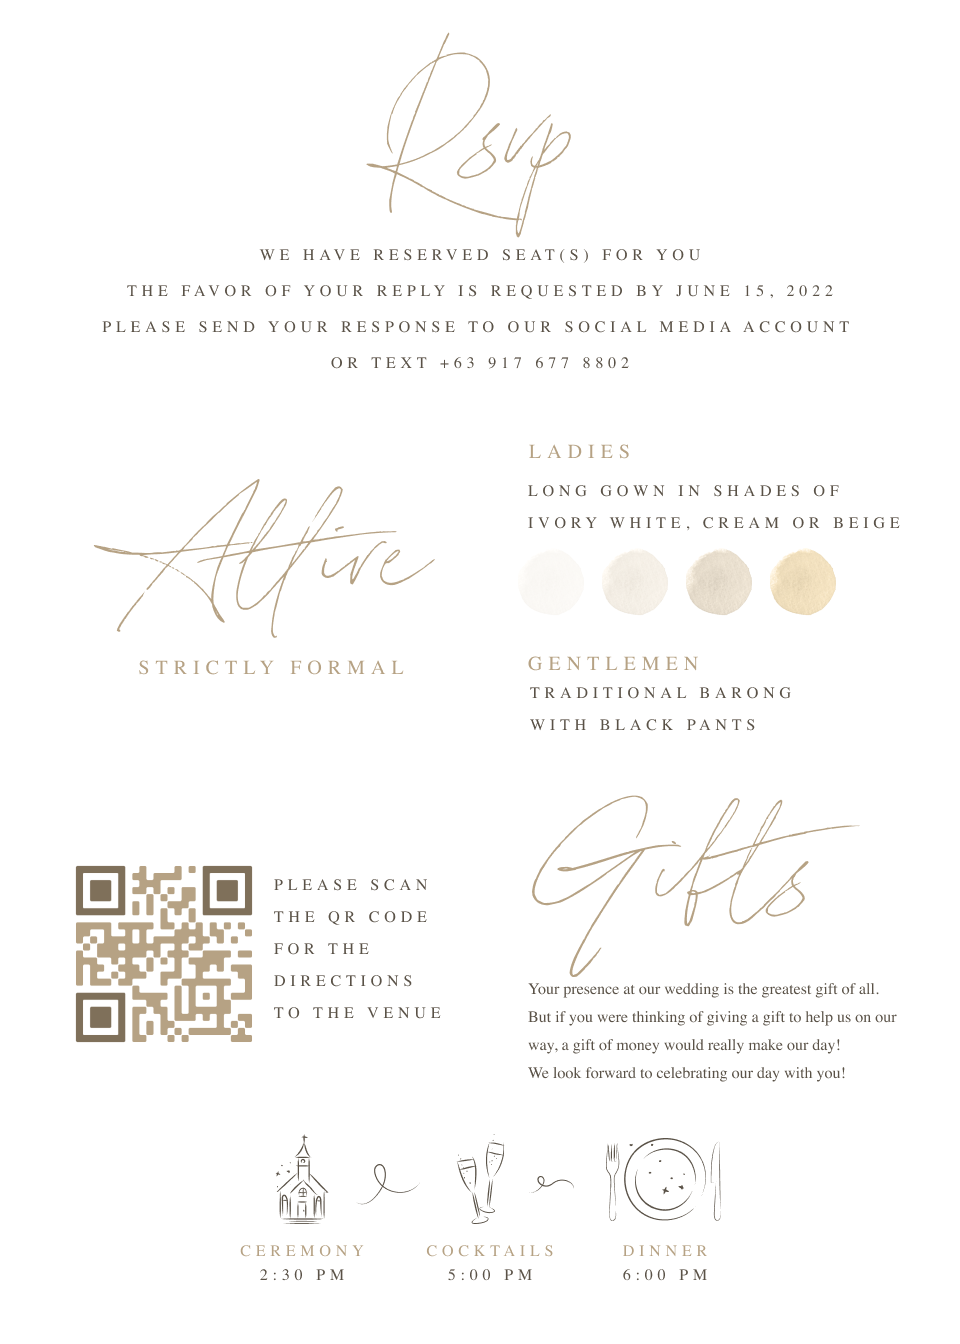 Rsvp
WE HAVE RESERVED SEAT(S) FOR YOU
THE FAVOR OF YOUR REPLY IS REQUESTED BY JUNE 15, 2022
PLEASE SEND YOUR RESPONSE TO OUR SOCIAL MEDIA ACCOUNT
OR TEXT +63 917 677 8802
Attire
STRICTLY FORMAL
LADIES
LONG GOWN IN SHADES OF
IVORY WHITE, CREAM OR BEIGE
GENTLEMEN
TRADITIONAL BARONG
WITH BLACK PANTS
PLEASE SCAN
THE QR CODE
FOR THE
DIRECTIONS
TO THE VENUE
Gifts
Your presence at our wedding is the greatest gift of all.
But if you were thinking of giving a gift to help us on our
way, a gift of money would really make our day!
We look forward to celebrating our day with you!
CEREMONY
2:30 PM
COCKTAILS
5:00 PM
DINNER
6:00 PM